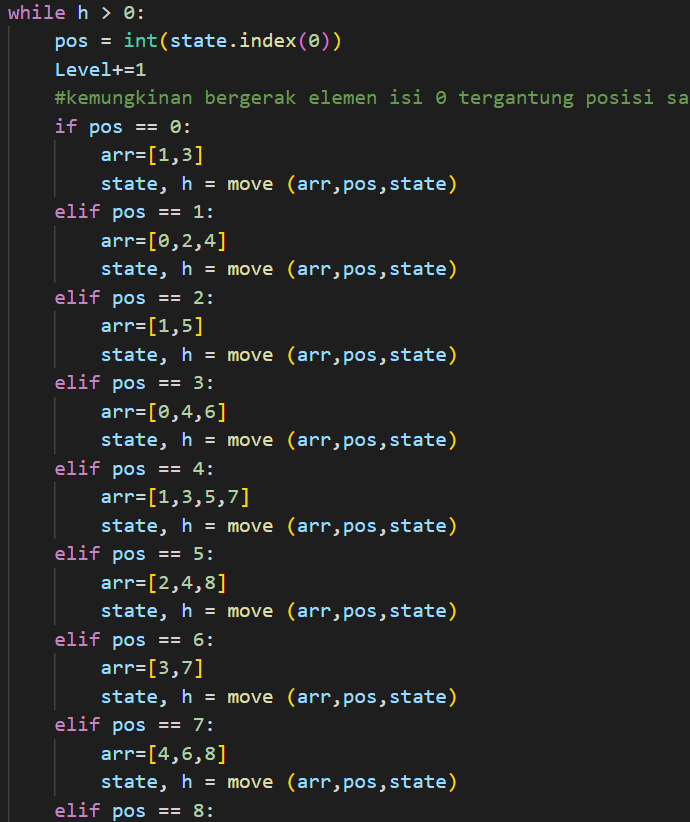 while h > 0:
pos = int(state.index(0))
Level+=1
#kemungkinan bergerak elemen isi 0 tergantung posisi sa
if pos == 0:
arr=[1,3]
state, h = move (arr,pos,state)
elif pos == 1:
arr=[0,2,4]
state, h = move (arr,pos,state)
elif pos == 2:
arr=[1,5]
state, h = move (arr,pos,state)
elif pos == 3:
arr=[0,4,6]
state, h = move (arr,pos,state)
elif pos == 4:
arr=[1,3,5,7]
state, h = move (arr,pos,state)
elif pos == 5:
arr=[2,4,8]
state, h = move (arr,pos,state)
elif pos == 6:
arr=[3,7]
state, h = move (arr,pos,state)
elif pos == 7:
arr=[4,6,8]
state, h = move (arr,pos,state)
elif pos == 8: